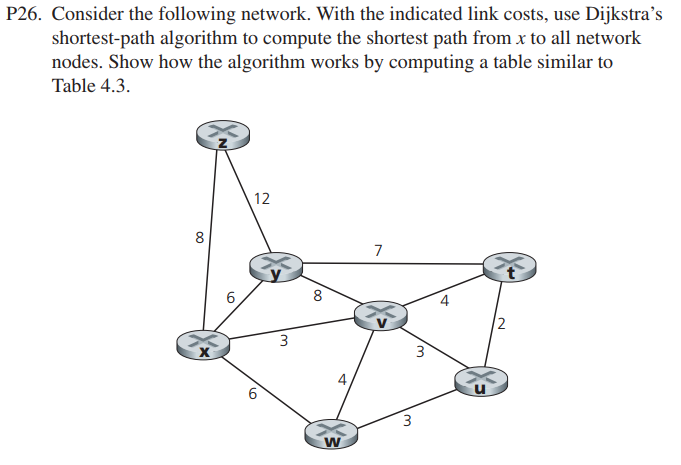 P26. Consider the following network. With the indicated link costs, use Dijkstra's
shortest-path algorithm to compute the shortest path from x to all network
nodes. Show how the algorithm works by computing a table similar to
Table 4.3.
z
12
8
7
y
t
6
8
4
v
2
3
x
3
4
u
6
3
w